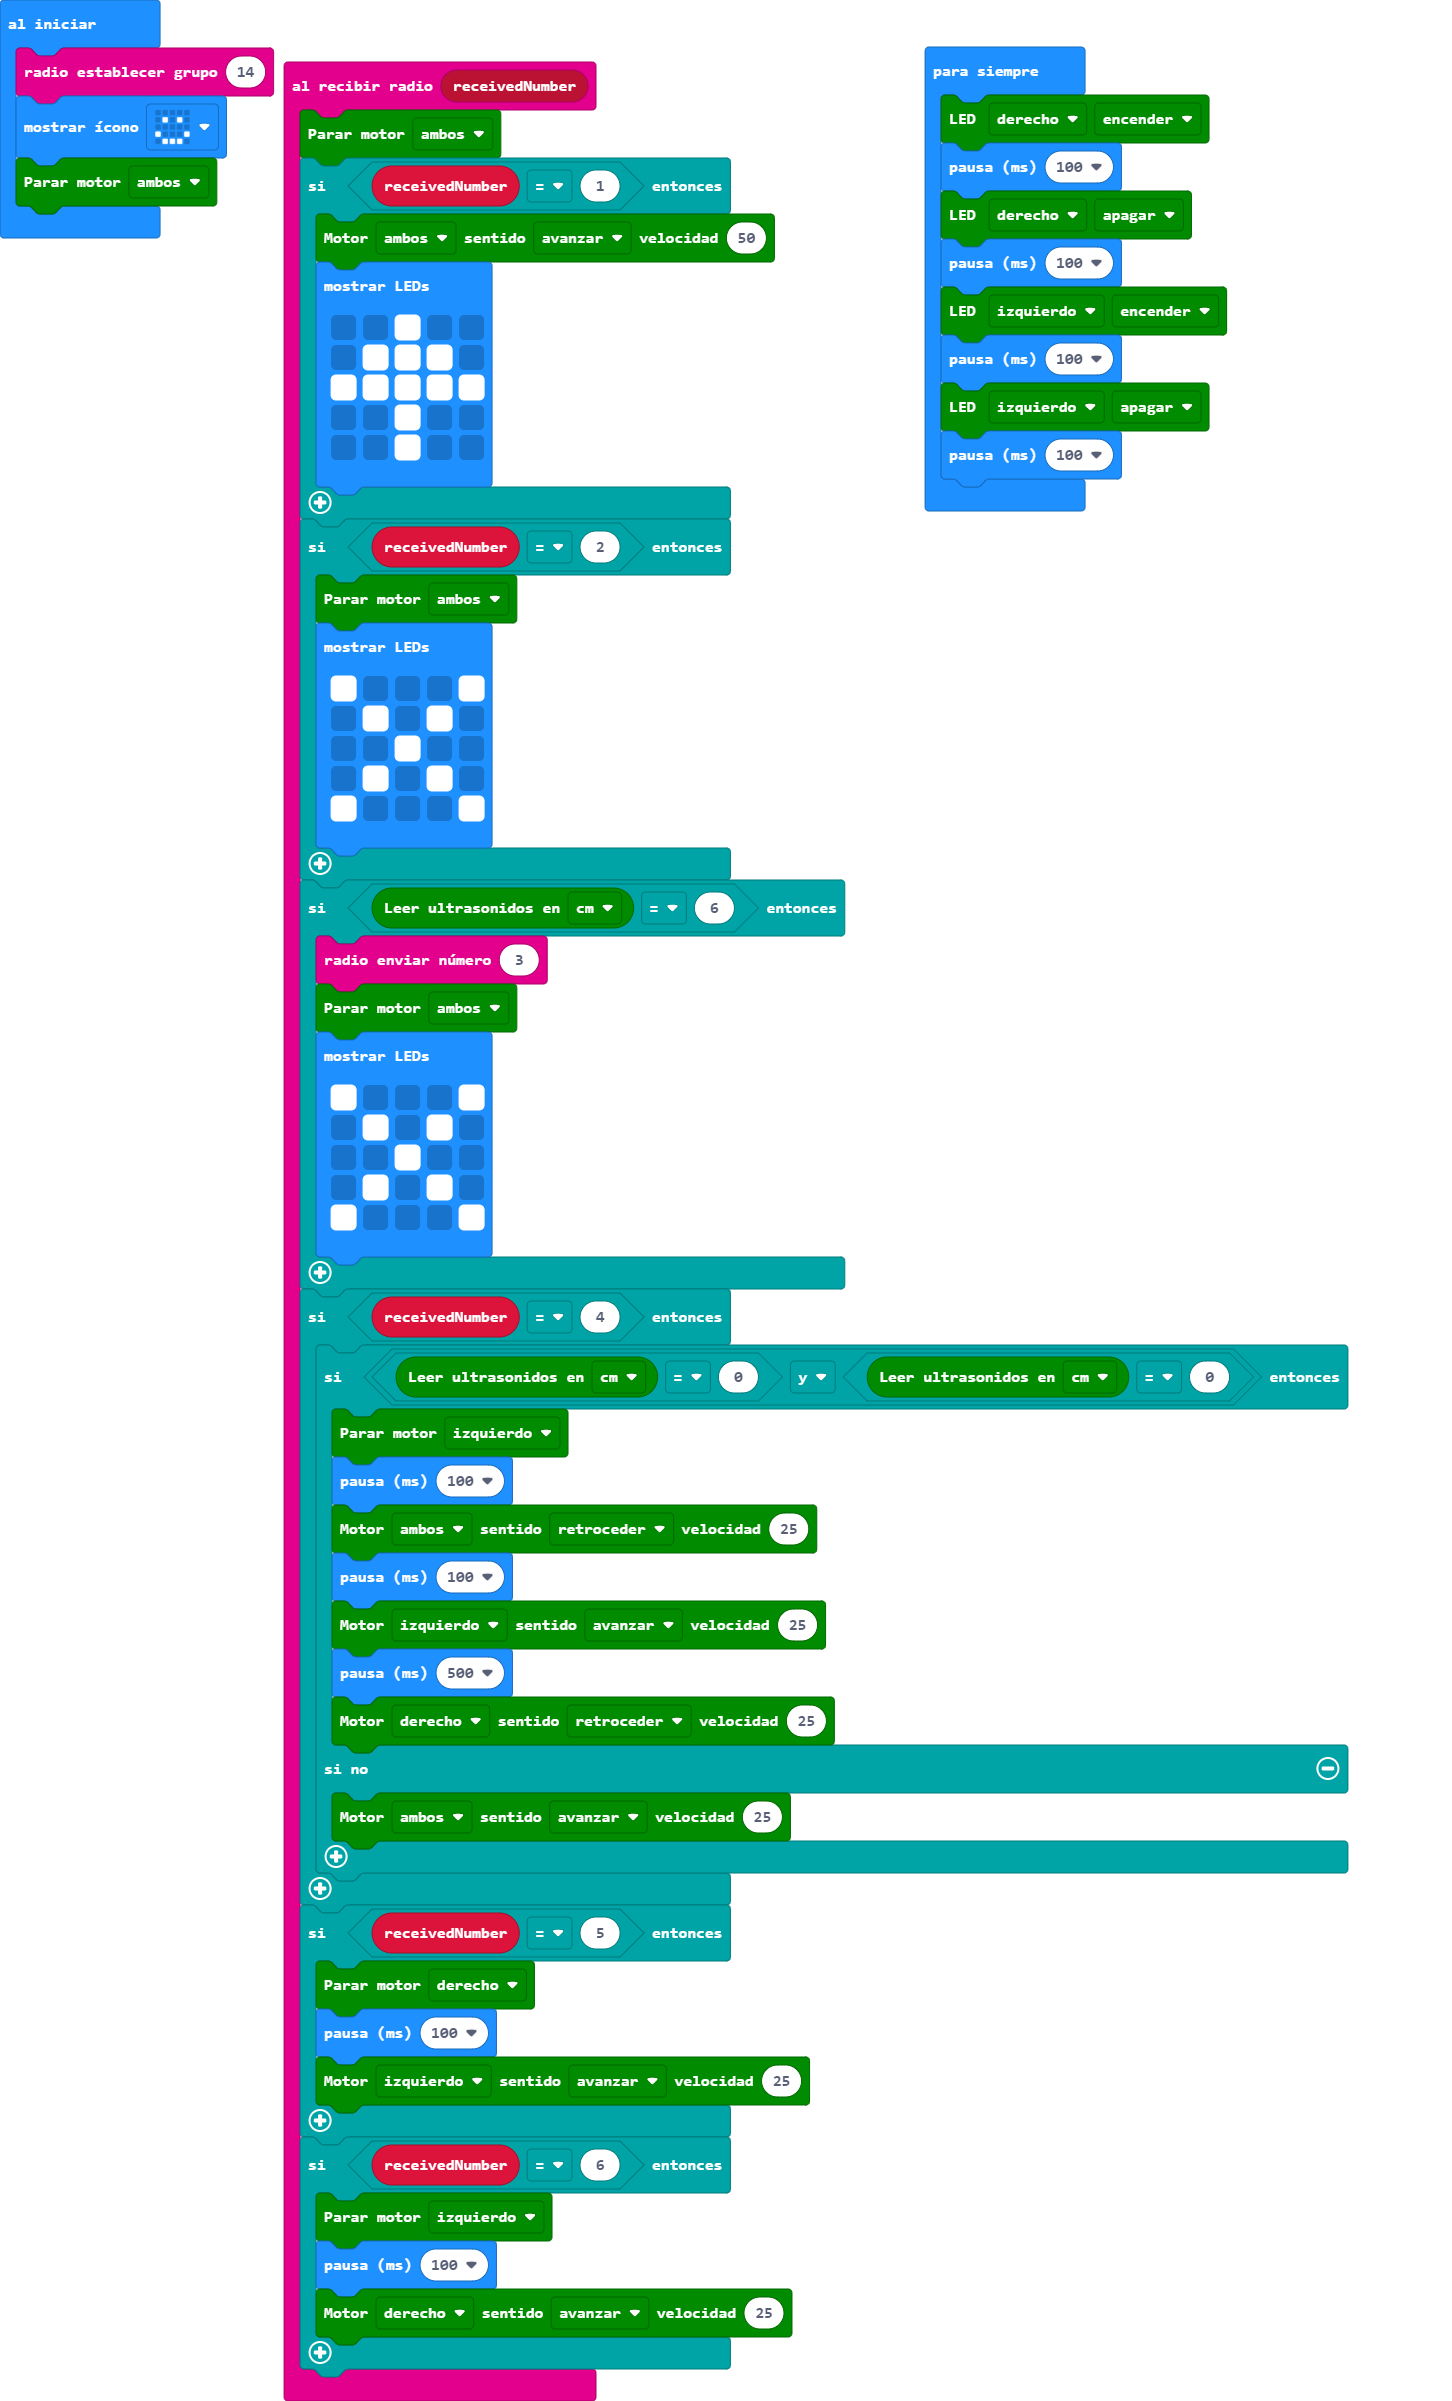 al iniciar
radio establecer grupo 14
mostrar ícono
Parar motor ambos
al recibir radio receivedNumber
Parar motor ambos
si receivedNumber = 1 entonces
Motor ambos sentido avanzar velocidad 50
mostrar LEDs
si receivedNumber = 2 entonces
Parar motor ambos
mostrar LEDs
si Leer ultrasonidos en cm = 6 entonces
radio enviar número 3
Parar motor ambos
mostrar LEDs
si receivedNumber = 4 entonces
si Leer ultrasonidos en cm = 0 y Leer ultrasonidos en cm = 0 entonces
Parar motor izquierdo
pausa (ms) 100
Motor ambos sentido retroceder velocidad 25
pausa (ms) 100
Motor izquierdo sentido avanzar velocidad 25
pausa (ms) 500
Motor derecho sentido retroceder velocidad 25
si no
Motor ambos sentido avanzar velocidad 25
si receivedNumber = 5 entonces
Parar motor derecho
pausa (ms) 100
Motor izquierdo sentido avanzar velocidad 25
si receivedNumber = 6 entonces
Parar motor izquierdo
pausa (ms) 100
Motor derecho sentido avanzar velocidad 25
para siempre
LED derecho encender
pausa (ms) 100
LED derecho apagar
pausa (ms) 100
LED izquierdo encender
pausa (ms) 100
LED izquierdo apagar
pausa (ms) 100